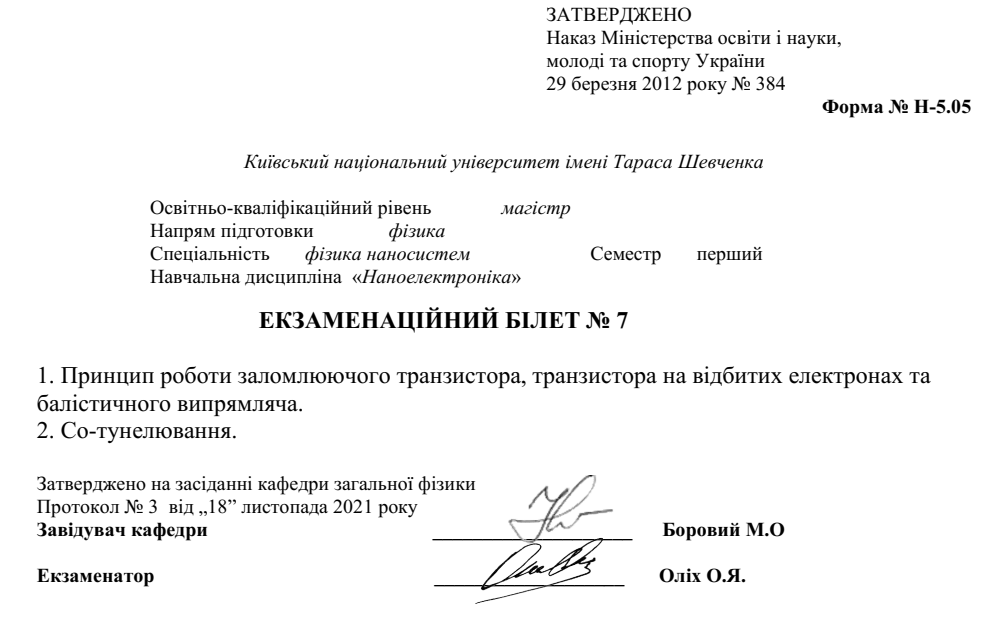 ЗАТВЕРДЖЕНО
Наказ Міністерства освіти і науки,
молоді та спорту України
29 березня 2012 року № 384
Форма № Н-5.05
Київський національний університет імені Тараса Шевченка
Освітньо-кваліфікаційний рівень магістр
Напрям підготовки фізика
Спеціальність фізика наносистем Семестр перший
Навчальна дисципліна «Наноелектроніка»
ЕКЗАМЕНАЦІЙНИЙ БІЛЕТ № 7
1. Принцип роботи заломлюючого транзистора, транзистора на відбитих електронах та
балістичного випрямляча.
2. Со-тунелювання.
Затверджено на засіданні кафедри загальної фізики
Протокол № 3 від „18” листопада 2021 року
Завідувач кафедри Боровий М.О
Екзаменатор Оліх О.Я.